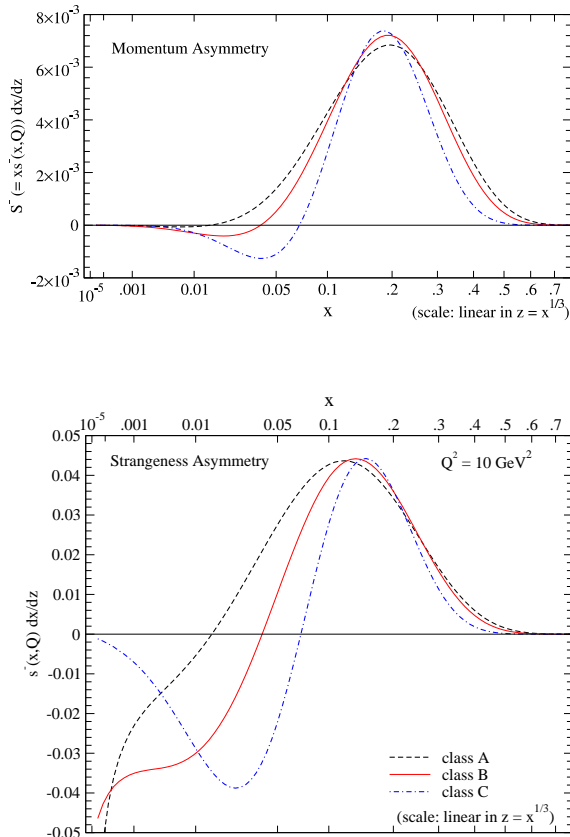 8×10⁻³
Momentum Asymmetry
6×10⁻³
4×10⁻³
2×10⁻³
0
-2×10⁻³
S⁻ (= xs⁻(x,Q)) dx/dz
10⁻⁵ .001 0.01 0.05 0.1 .2 .3 .4 .5 .6 .7
x
(scale: linear in z = x^1/3)
x
10⁻⁵ .001 0.01 0.05 0.1 .2 .3 .4 .5 .6 .7
0.05
Strangeness Asymmetry
Q² = 10 GeV²
0.04
0.02
0
-0.01
-0.02
-0.03
-0.04
-0.05
s⁻(x,Q) dx/dz
class A
class B
class C
(scale: linear in z = x^1/3)